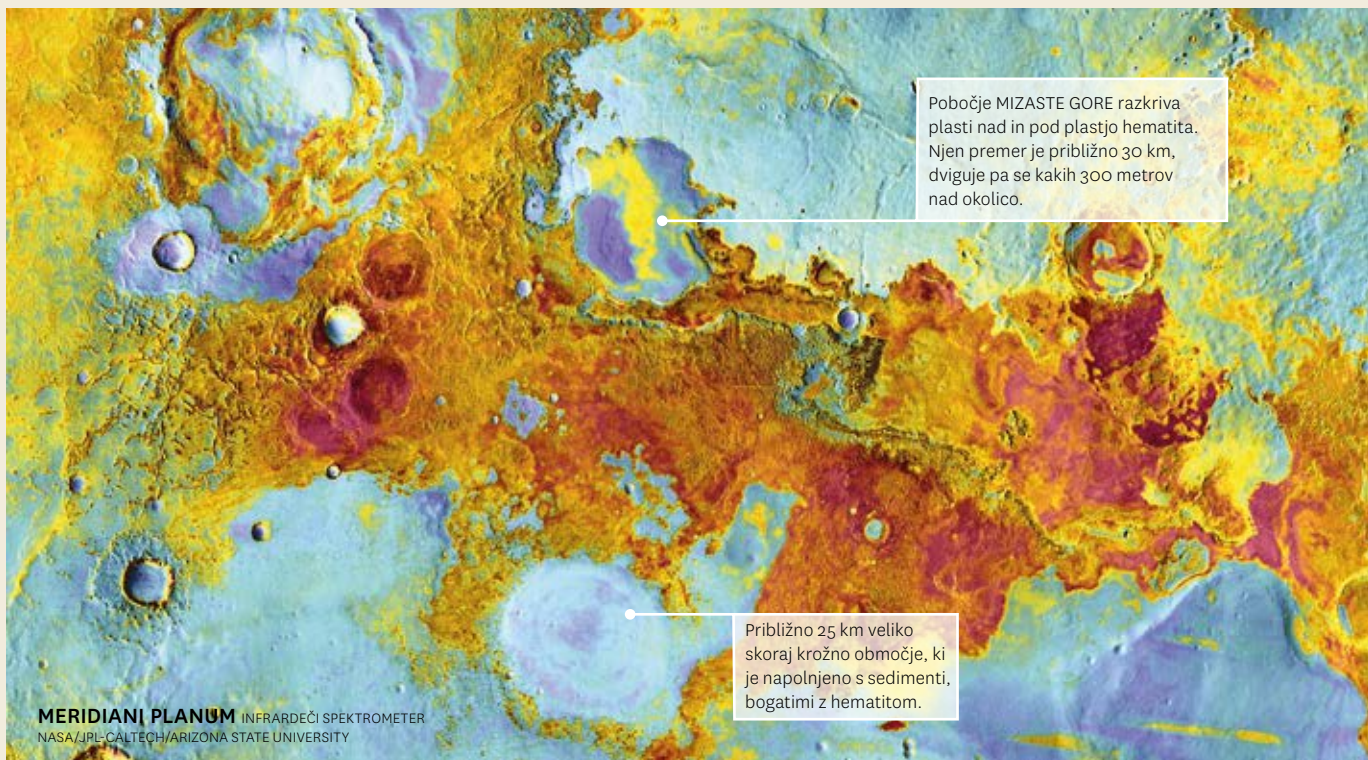 Pobočje MIZASTE GORE razkriva
plasti nad in pod plastjo hematita.
Njen premer je približno 30 km,
dviguje pa se kakih 300 metrov
nad okolico.
Približno 25 km veliko
skoraj krožno območje, ki
je napolnjeno s sedimenti,
bogatimi z hematitom.
MERIDIANI PLANUM INFRARDEČI SPEKTROMETER
NASA/JPL-CALTECH/ARIZONA STATE UNIVERSITY